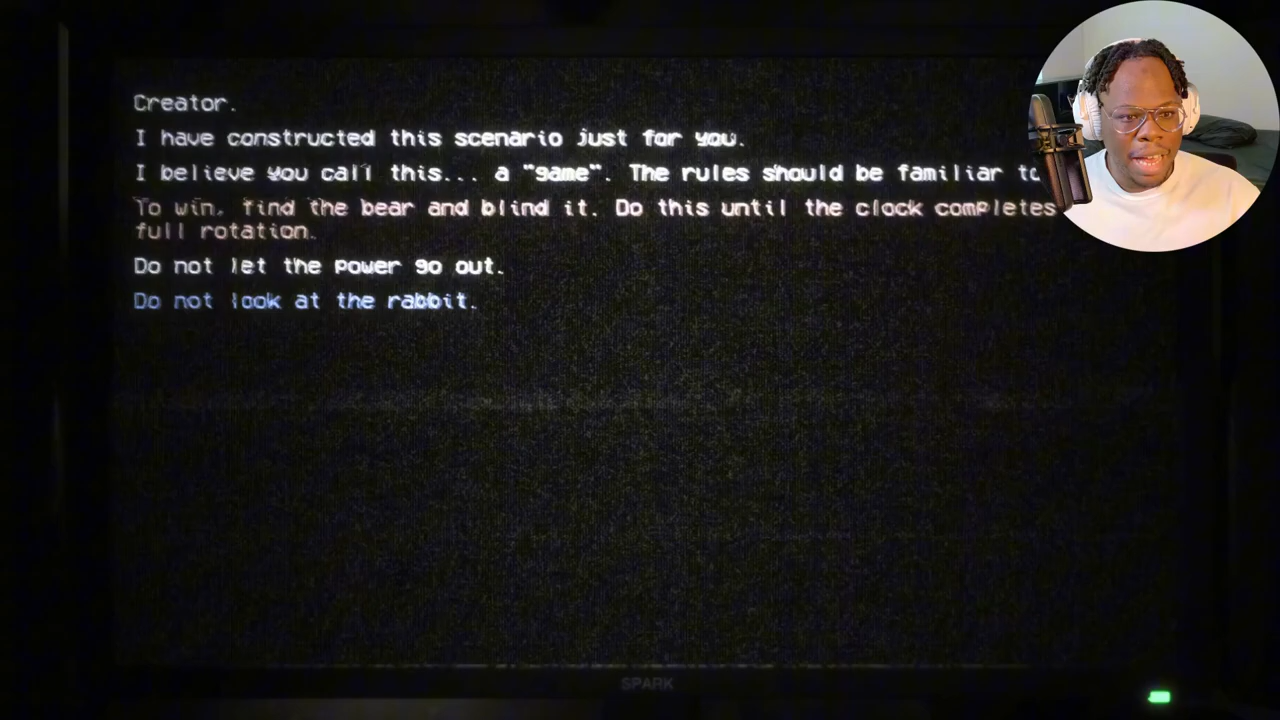 Creator.
I have constructed this scenario just for you.
I believe you call this... a "game". The rules should be familiar to
To win, find the bear and blind it. Do this until the clock completes
full rotation.
Do not let the power go out.
Do not look at the rabbit.
SPARK